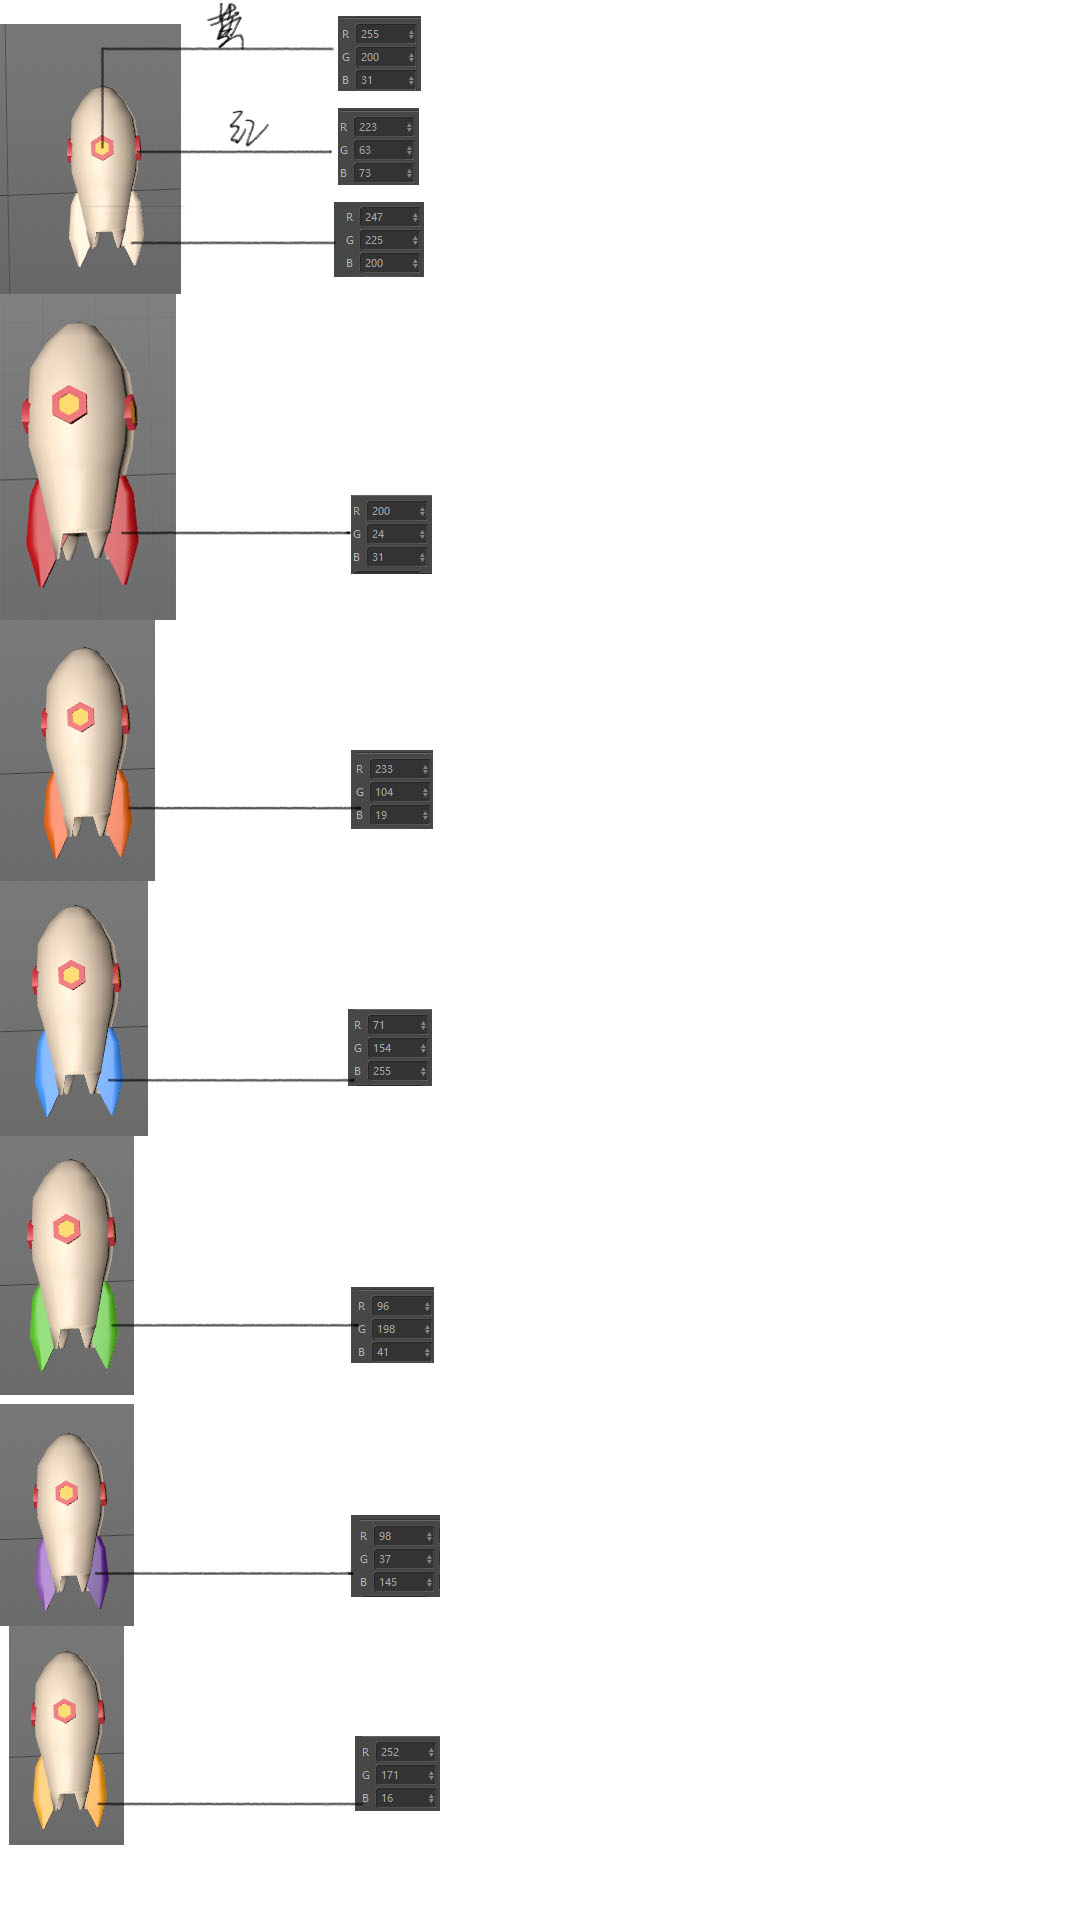 黄
R 255
G 200
B 31
红
R 223
G 63
B 73
R 247
G 225
B 200
R 200
G 24
B 31
R 233
G 104
B 19
R 71
G 154
B 255
R 96
G 198
B 41
R 98
G 37
B 145
R 252
G 171
B 16